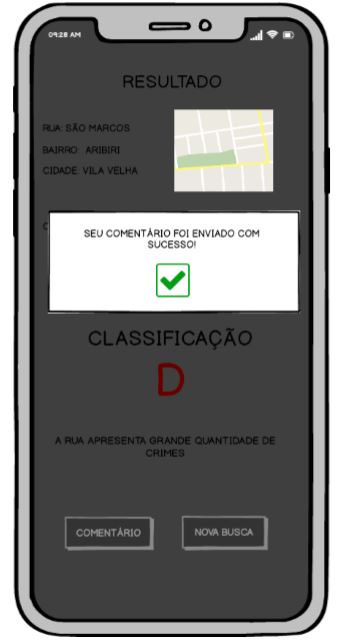 09:28 AM
RESULTADO
RUA: SÃO MARCOS
BAIRRO: ARIBIRI
CIDADE: VILA VELHA
SEU COMENTÁRIO FOI ENVIADO COM
SUCESSO!
CLASSIFICAÇÃO
D
A RUA APRESENTA GRANDE QUANTIDADE DE
CRIMES
COMENTÁRIO
NOVA BUSCA